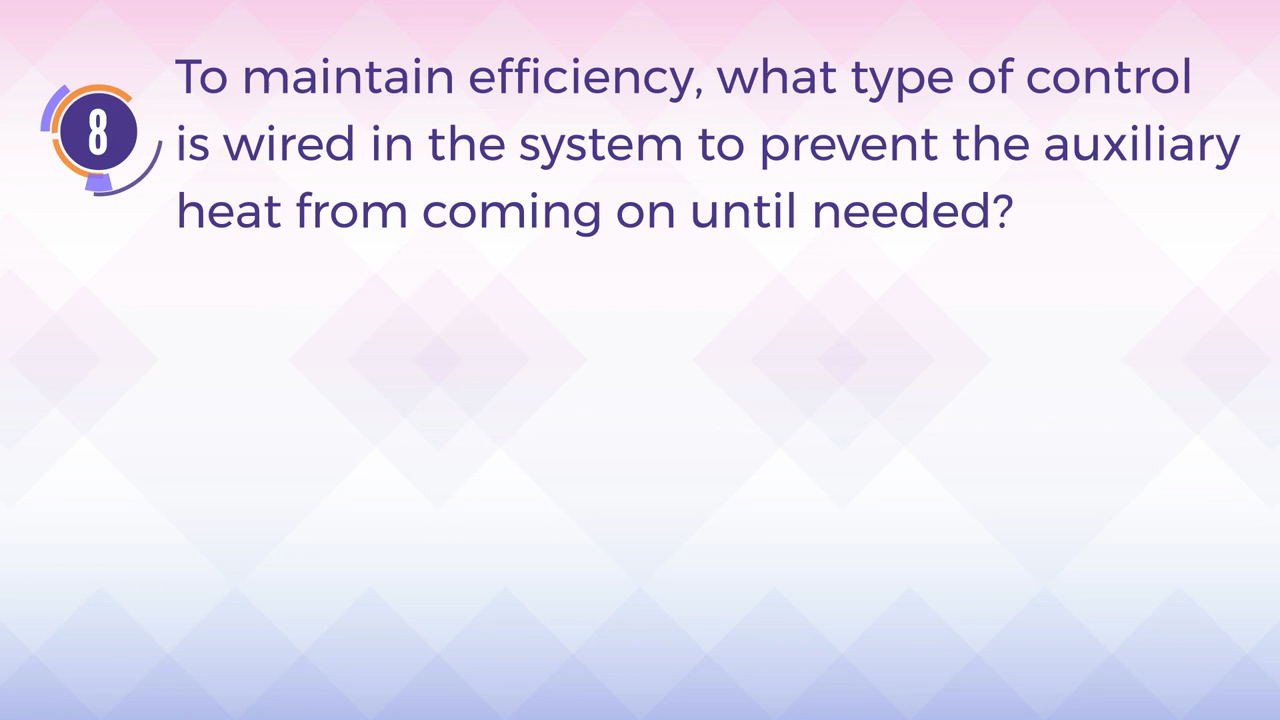 8
To maintain efficiency, what type of control
is wired in the system to prevent the auxiliary
heat from coming on until needed?